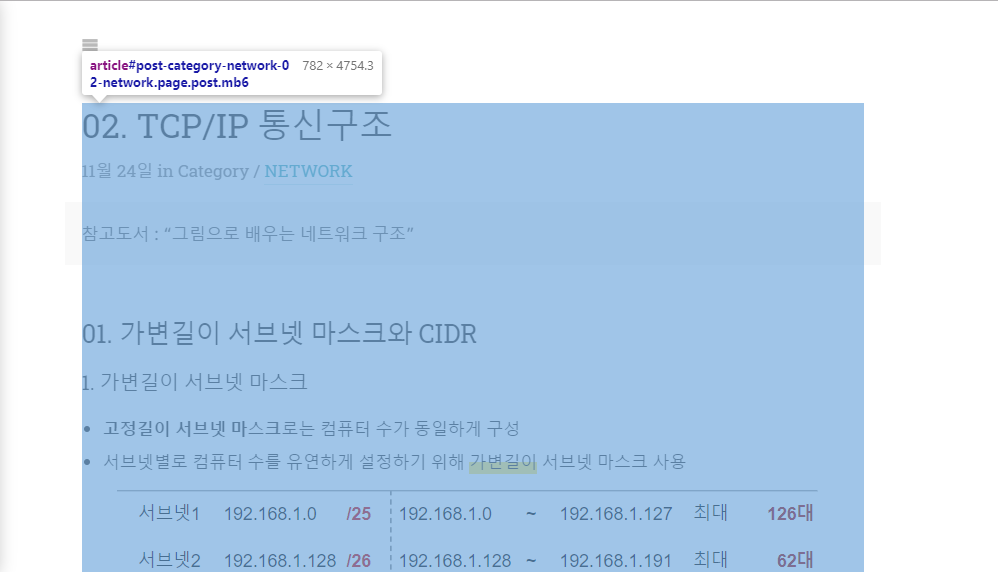 article#post-category-network-0 782 × 4754.3
2-network.page.post.mb6
02. TCP/IP 통신구조
11월 24일 in Category / NETWORK
참고도서 : “그림으로 배우는 네트워크 구조”
01. 가변길이 서브넷 마스크와 CIDR
1. 가변길이 서브넷 마스크
• 고정길이 서브넷 마스크로는 컴퓨터 수가 동일하게 구성
• 서브넷별로 컴퓨터 수를 유연하게 설정하기 위해 가변길이 서브넷 마스크 사용
서브넷1 192.168.1.0 /25 192.168.1.0 ~ 192.168.1.127 최대 126대
서브넷2 192.168.1.128 /26 192.168.1.128 ~ 192.168.1.191 최대 62대